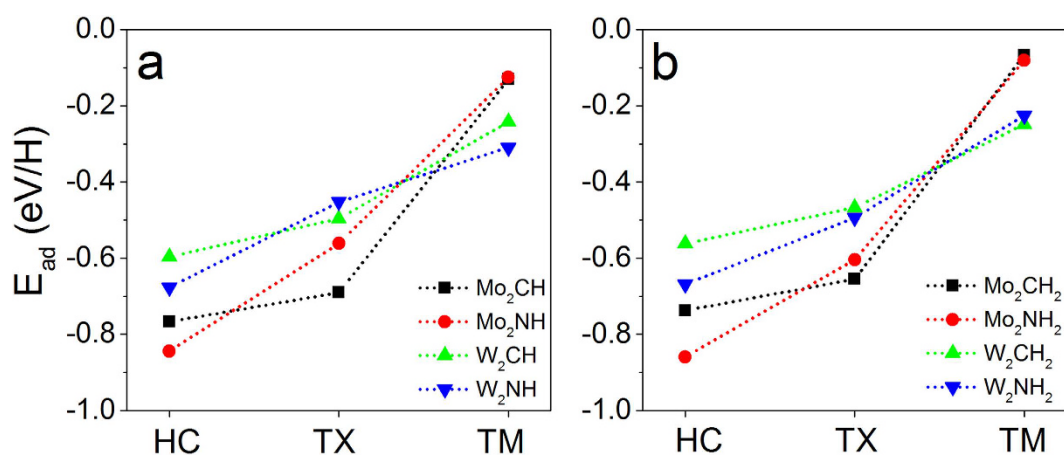 a
E_ad (eV/H)
0.0
-0.2
-0.4
-0.6
-0.8
-1.0
HC TX TM
Mo₂CH
Mo₂NH
W₂CH
W₂NH
b
0.0
-0.2
-0.4
-0.6
-0.8
-1.0
HC TX TM
Mo₂CH₂
Mo₂NH₂
W₂CH₂
W₂NH₂